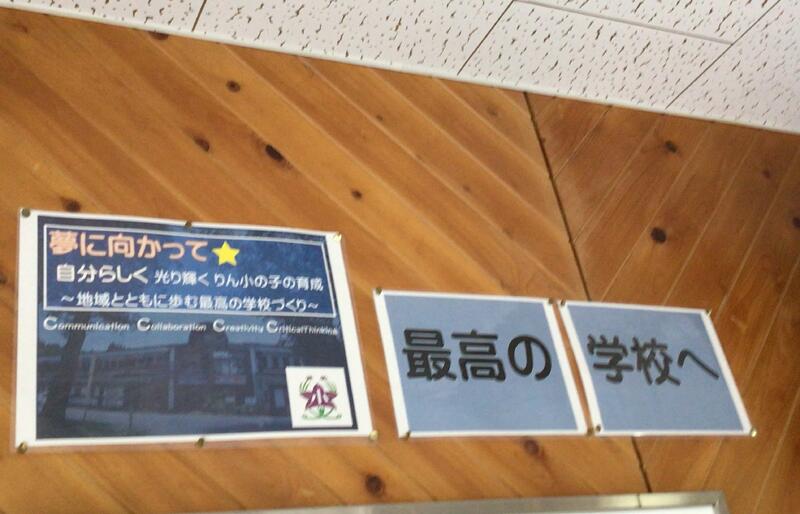 夢に向かって
自分らしく 光り輝く りん小の子の育成
～地域とともに歩む最高の学校づくり～
Communication Collaboration Creativity CriticalThinking
小
最高の
学校へ